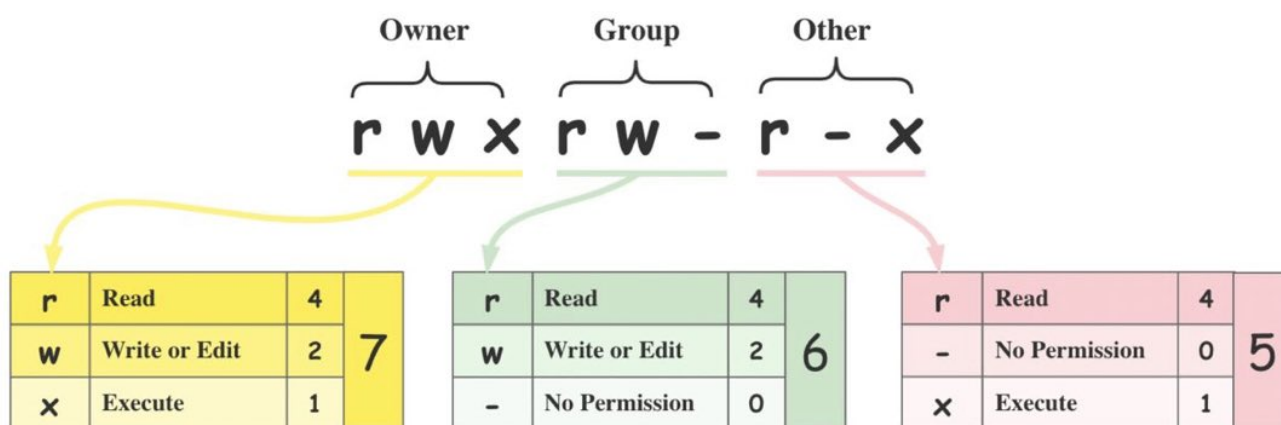 Owner Group Other
r w x r w - r - x
r Read 4 r Read 4 r Read 4
w Write or Edit 2 7 w Write or Edit 2 6 - No Permission 0 5
x Execute 1 - No Permission 0 x Execute 1